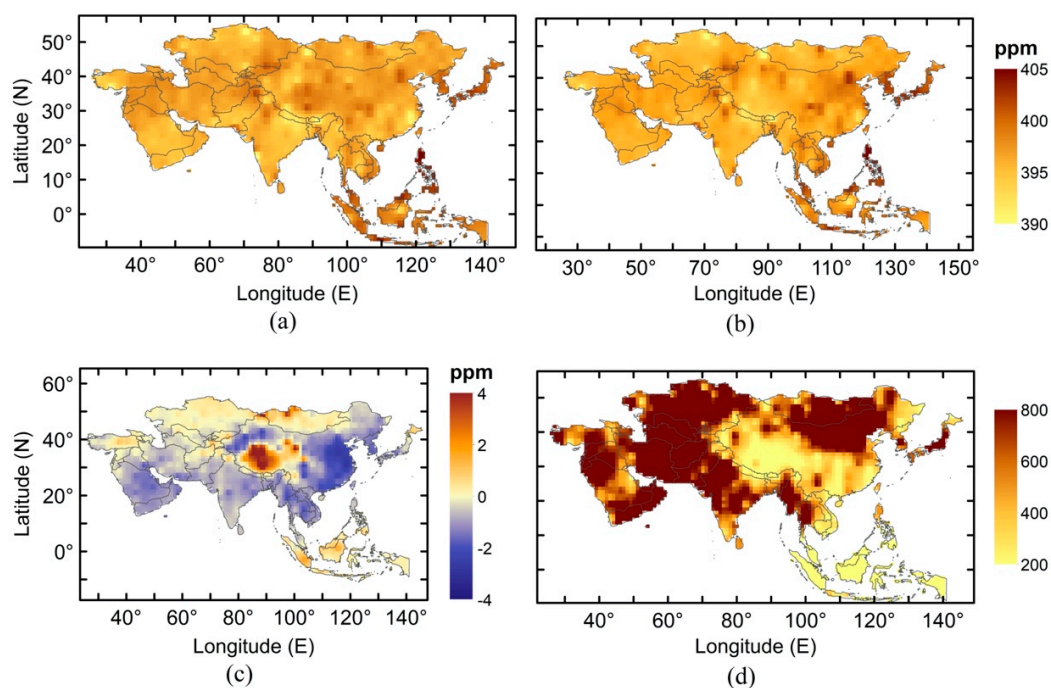 50°
40°
30°
20°
10°
0°
Latitude (N)
40° 60° 80° 100° 120° 140°
Longitude (E)
(a)
30° 50° 70° 90° 110° 130° 150°
Longitude (E)
(b)
ppm
405
400
395
390
60°
40°
20°
0°
Latitude (N)
40° 60° 80° 100° 120° 140°
Longitude (E)
(c)
ppm
4
2
0
-2
-4
40° 60° 80° 100° 120° 140°
Longitude (E)
(d)
800
600
400
200